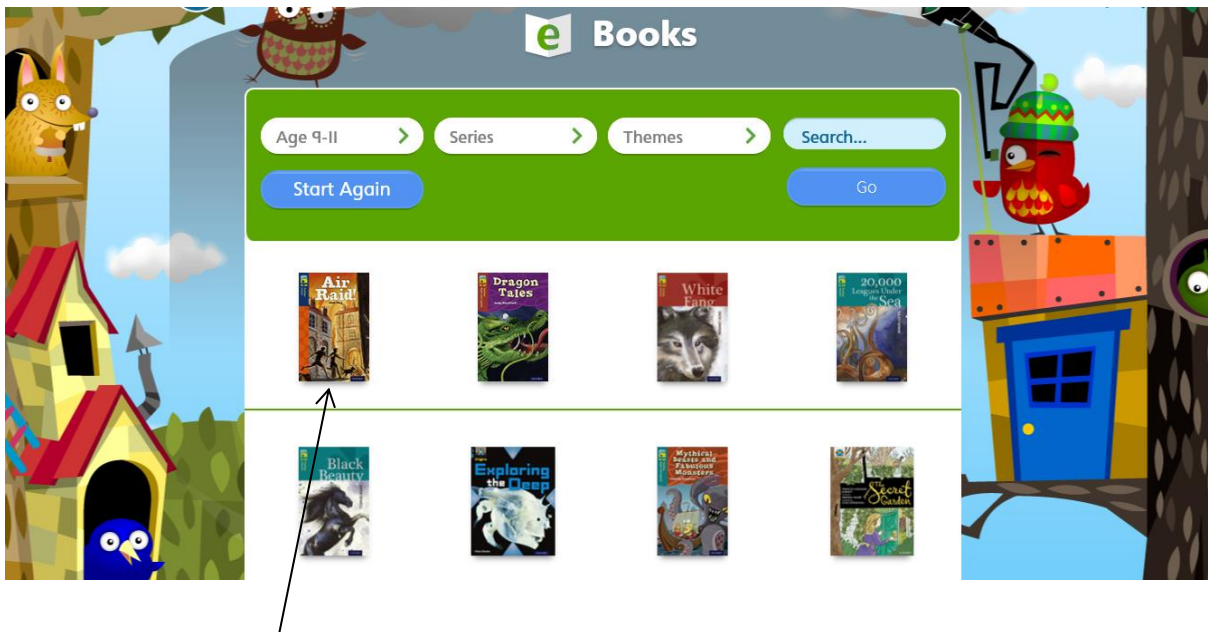 e Books
Age 9-11 Series Themes Search...
Start Again Go
Air
Raid!
Dragon
Tales
White
Fang
20,000
Leagues Under
the Sea
Black
Beauty
Exploring
the Deep
Mythical
Beasts and
Fabulous
Monsters
The
Secret
Garden